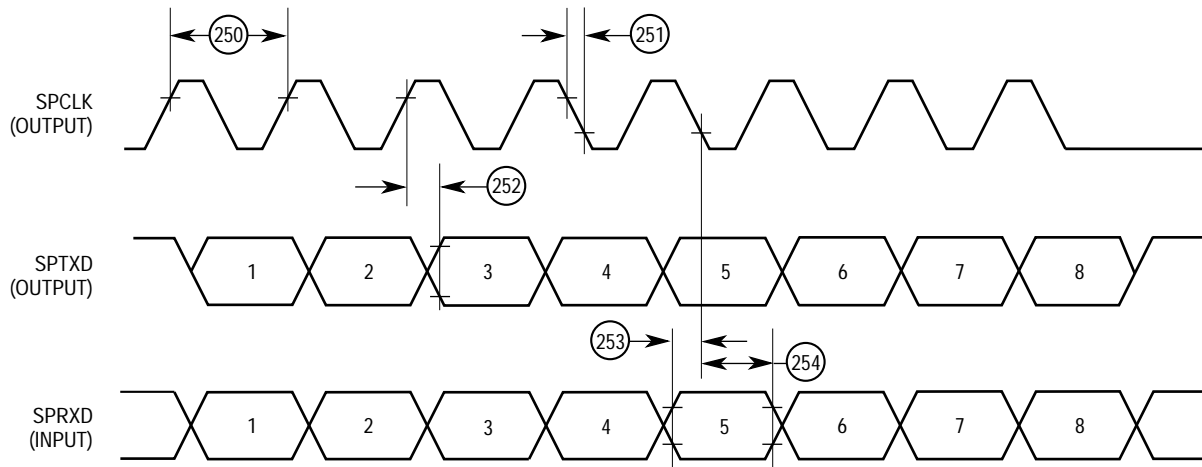 250
251
SPCLK
(OUTPUT)
252
SPTXD
(OUTPUT)
1 2 3 4 5 6 7 8
253
254
SPRXD
(INPUT)
1 2 3 4 5 6 7 8